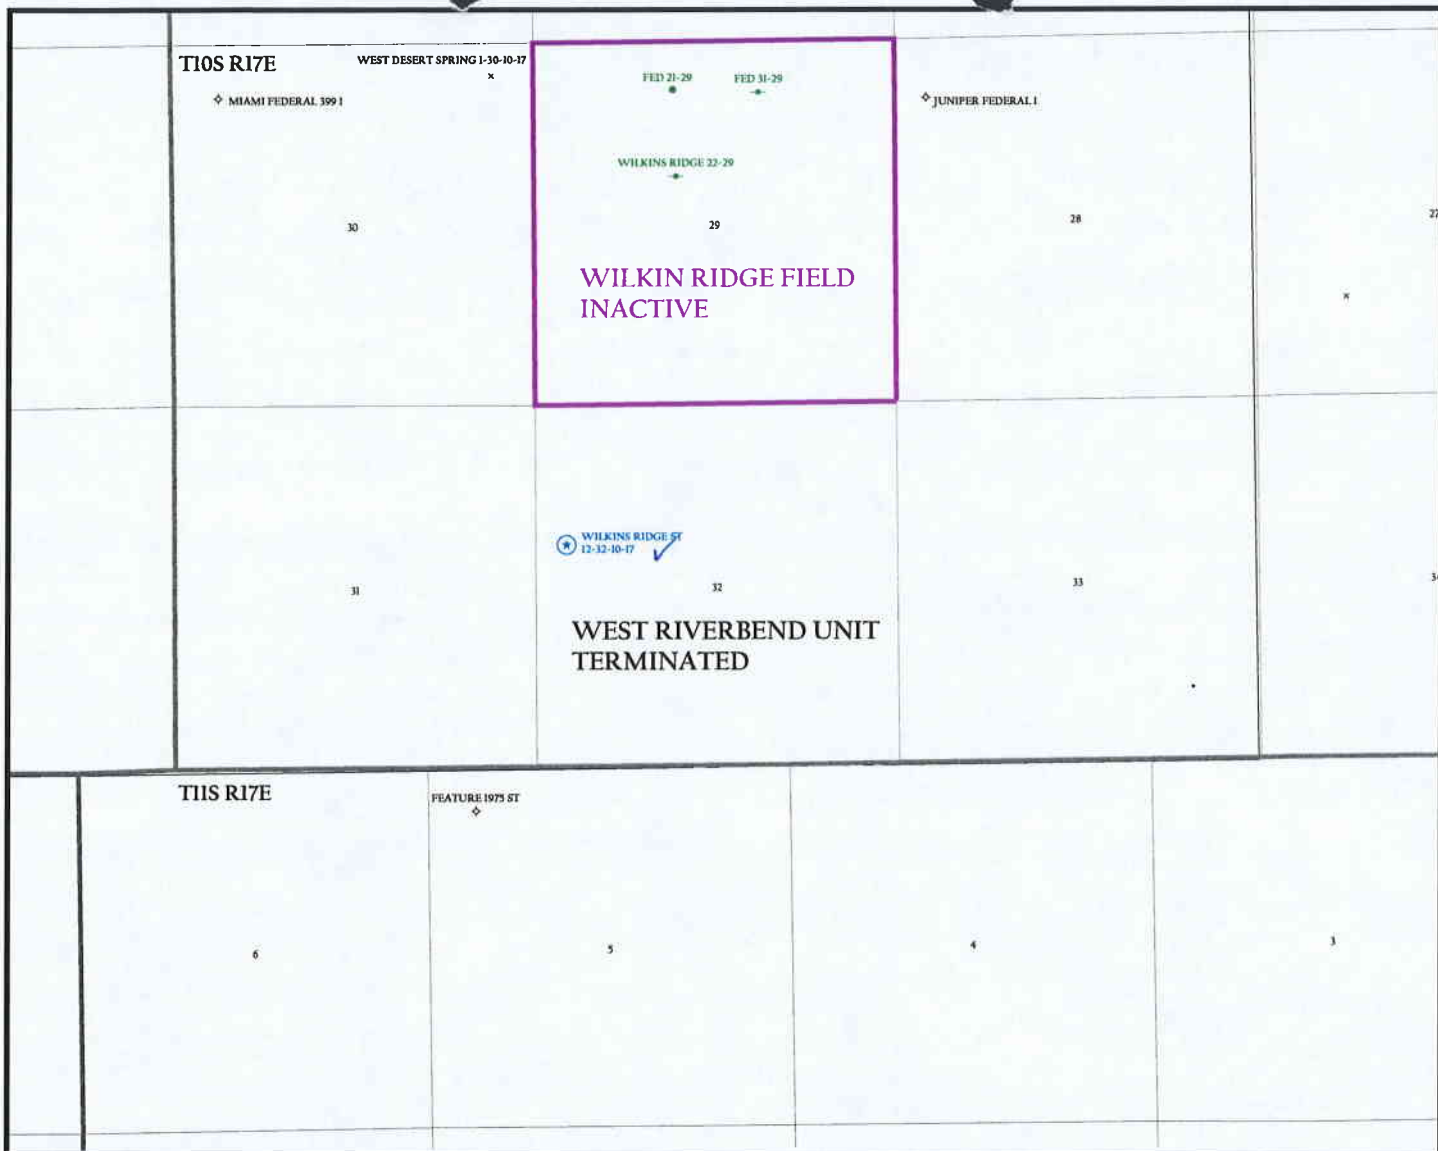 T10S R17E
WEST DESERT SPRING 1-30-10-17
MIAMI FEDERAL 399 1
FED 21-29
FED 31-29
JUNIPER FEDERAL 1
WILKINS RIDGE 22-29
30
29
28
27
WILKIN RIDGE FIELD
INACTIVE
WILKINS RIDGE ST
12-32-10-17
31
32
33
WEST RIVERBEND UNIT
TERMINATED
T11S R17E
FEATURE 1975 ST
6
5
4
3